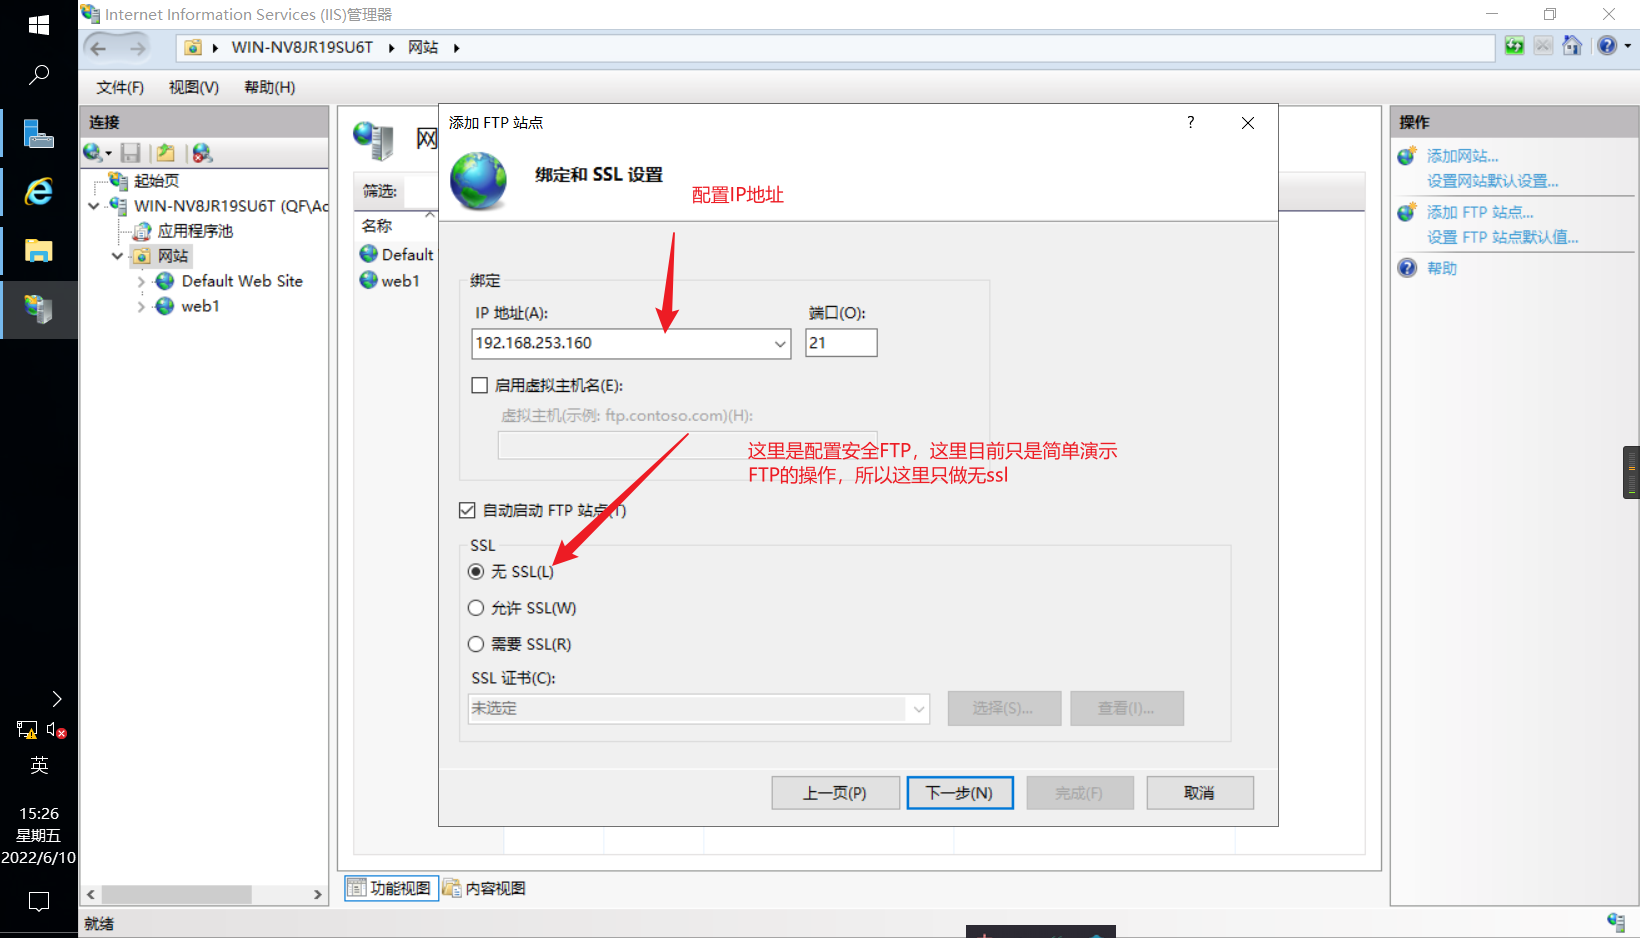 Internet Information Services (IIS)管理器
WIN-NV8JR19SU6T
网站
文件(F)
视图(V)
帮助(H)
连接
起始页
WIN-NV8JR19SU6T (QF\Ac
应用程序池
网站
Default Web Site
web1
网
筛选:
名称
Default
web1
添加 FTP 站点
?
绑定和 SSL 设置
配置IP地址
绑定
IP 地址(A):
端口(O):
192.168.253.160
21
启用虚拟主机名(E):
虚拟主机(示例: ftp.contoso.com)(H):
这里是配置安全FTP，这里目前只是简单演示
FTP的操作，所以这里只做无ssl
自动启动 FTP 站点(T)
SSL
无 SSL(L)
允许 SSL(W)
需要 SSL(R)
SSL 证书(C):
未选定
选择(S)...
查看(I)...
上一页(P)
下一步(N)
完成(F)
取消
操作
添加网站...
设置网站默认设置...
添加 FTP 站点...
设置 FTP 站点默认值...
帮助
功能视图
内容视图
就绪
英
15:26
星期五
2022/6/10